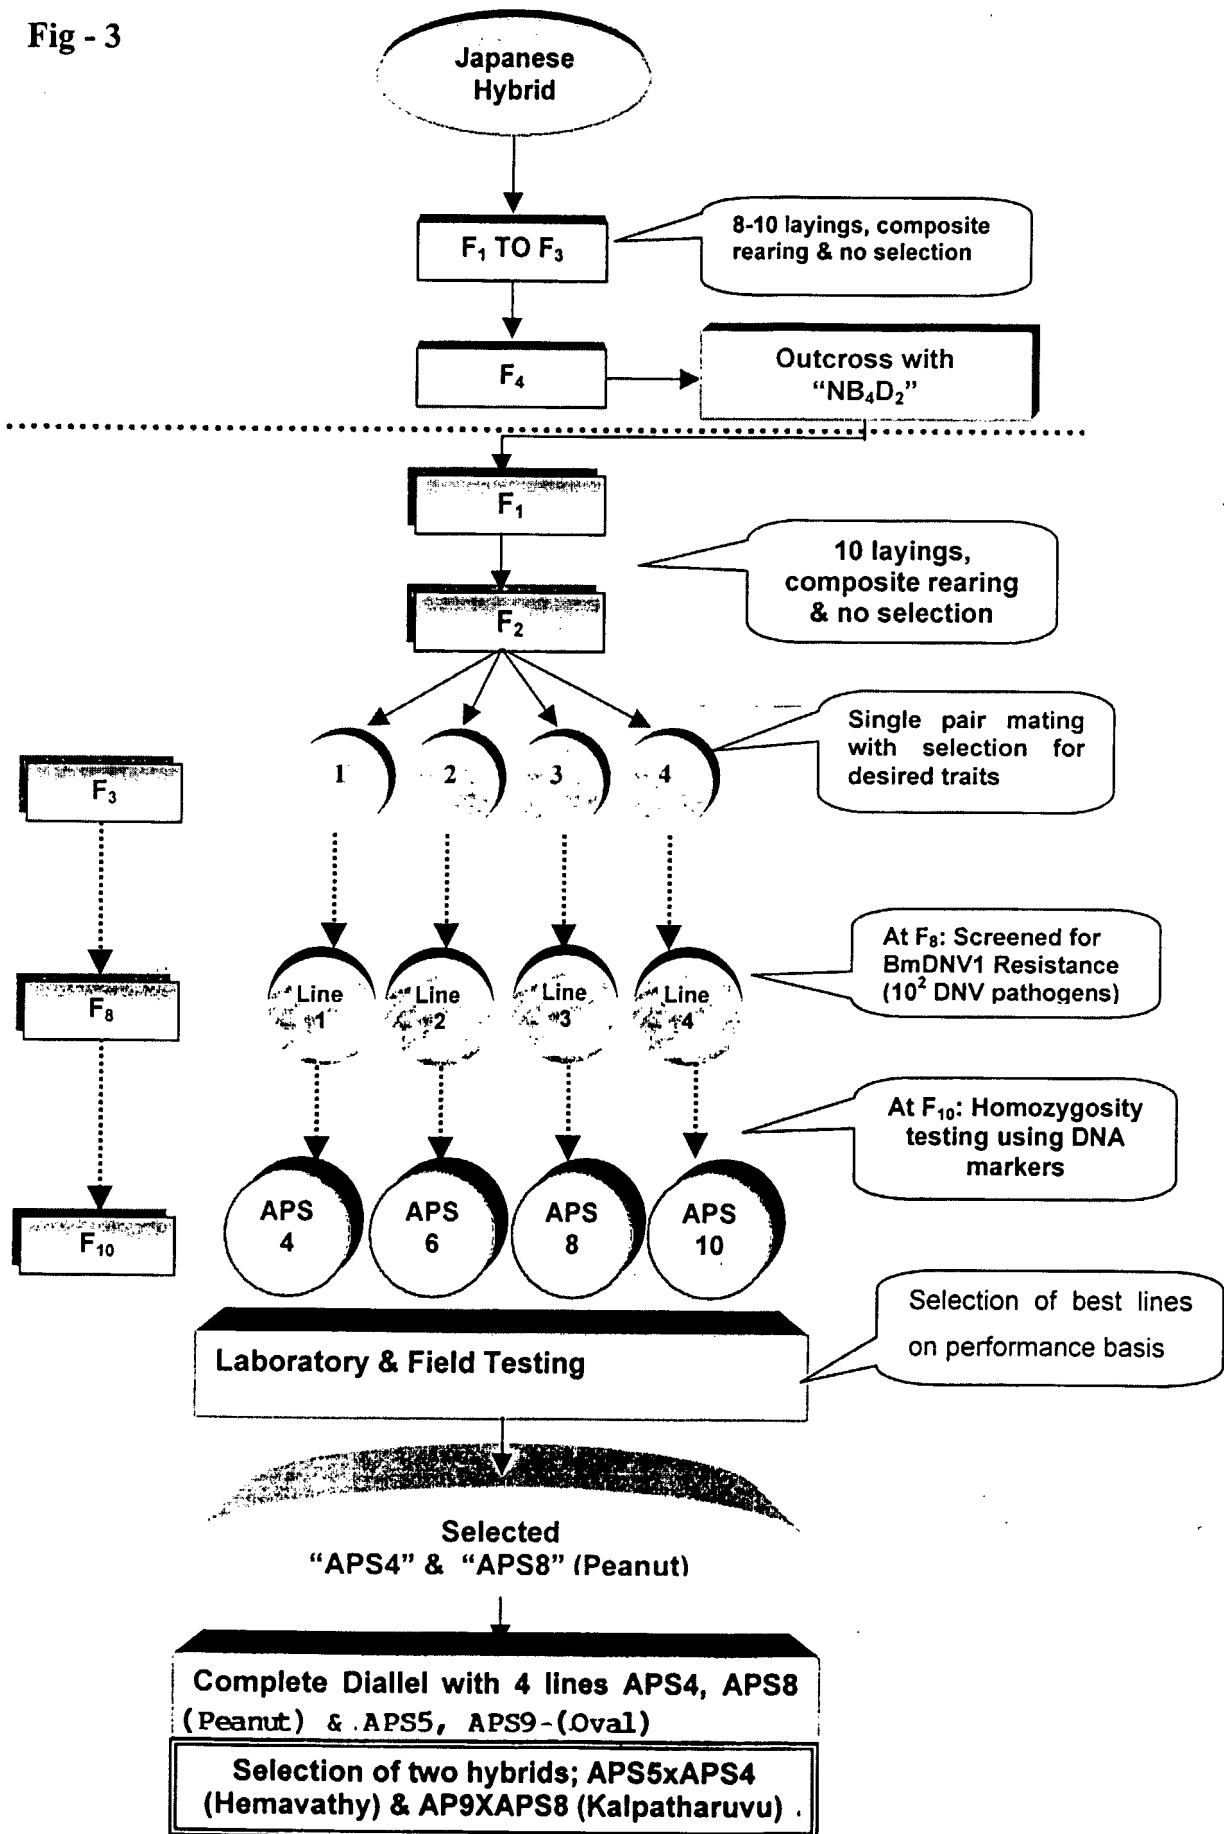 Fig - 3
Japanese
Hybrid
F₁ TO F₃
8-10 layings, composite
rearing & no selection
F₄
Outcross with
“NB₄D₂”
F₁
10 layings,
composite rearing
& no selection
F₂
Single pair mating
with selection for
desired traits
F₃
1
2
3
4
At F₈: Screened for
BmDNV1 Resistance
(10² DNV pathogens)
F₈
Line
1
Line
2
Line
3
Line
4
At F₁₀: Homozygosity
testing using DNA
markers
F₁₀
APS
4
APS
6
APS
8
APS
10
Selection of best lines
on performance basis
Laboratory & Field Testing
Selected
“APS4” & “APS8” (Peanut)
Complete Diallel with 4 lines APS4, APS8
(Peanut) & APS5, APS9-(Oval)
Selection of two hybrids; APS5xAPS4
(Hemavathy) & AP9XAPS8 (Kalpatharuvu) .